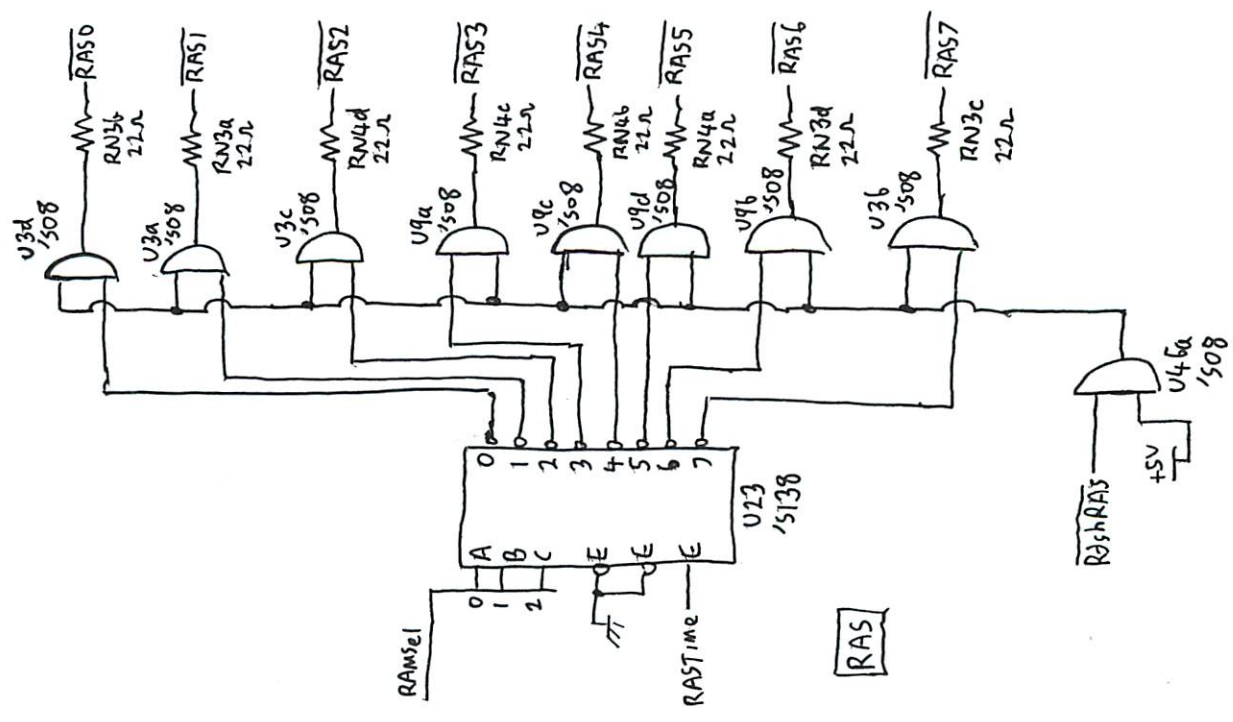 RAS0
RN3b
22Ω
U3d
'S08
RAS1
RN3a
22Ω
U3a
'S08
RAS2
RN4d
22Ω
U3c
'S08
RAS3
RN4c
22Ω
U9a
'S08
RAS4
RN4b
22Ω
U9c
'S08
RAS5
RN4a
22Ω
U9d
'S08
RAS6
RN3d
22Ω
U9b
'S08
RAS7
RN3c
22Ω
U3b
'S08
U46a
'S08
RfshRAS
+5V
0
1
2
3
4
5
6
7
U23
'S138
A
B
C
E
E
E
0
1
2
RAMsel
RASTime
RAS